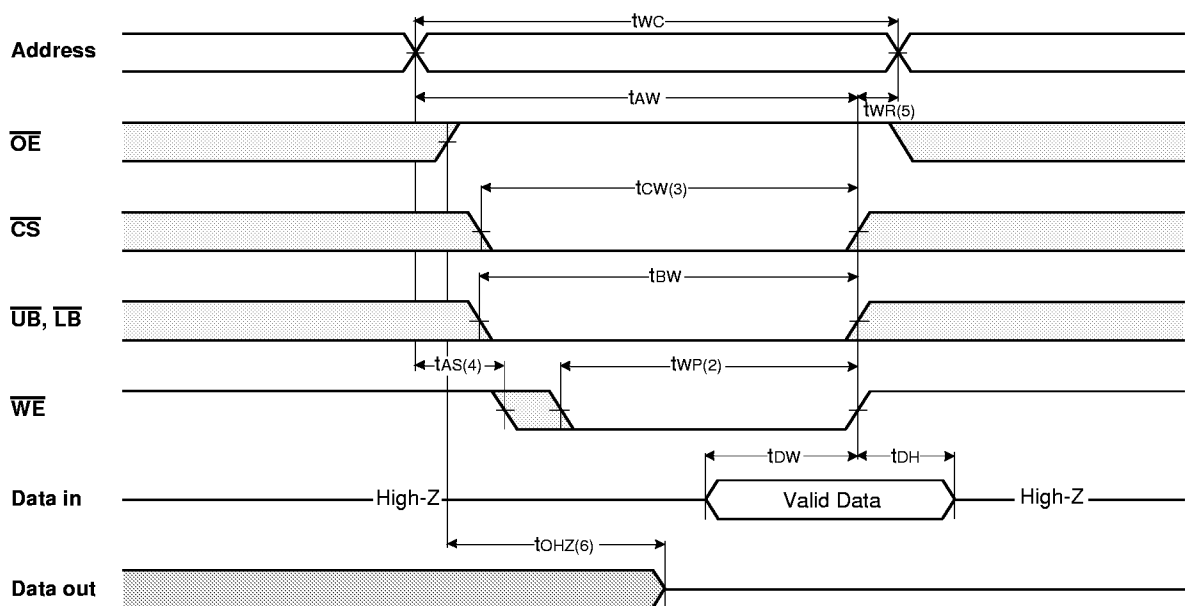 tWC
Address
tAW
tWR(5)
OE
tCW(3)
CS
tBW
UB, LB
tAS(4)
tWP(2)
WE
tDW
tDH
Data in
High-Z
Valid Data
High-Z
tOHZ(6)
Data out